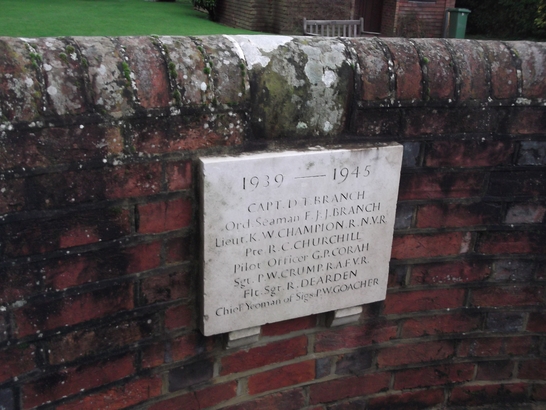 1939 — 1945
CAPT. D.T. BRANCH
Ord. Seaman F.J.J. BRANCH
Lieut. K.W. CHAMPION. R.N.V.R
Pte. R.C. CHURCHILL
Pilot Officer G.P. CORAH
Sgt. P.W. CRUMP. R.A.F.V.R.
Flt. Sgt. R. DEARDEN
Chief Yeoman of Sigs P.W. GOACHER